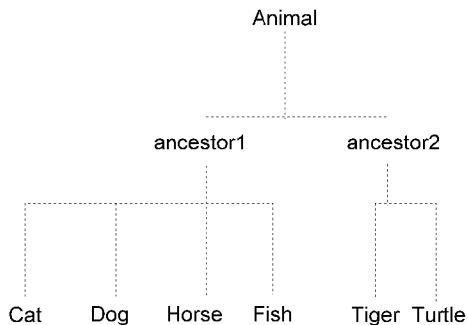 Animal
ancestor1 ancestor2
Cat Dog Horse Fish Tiger Turtle